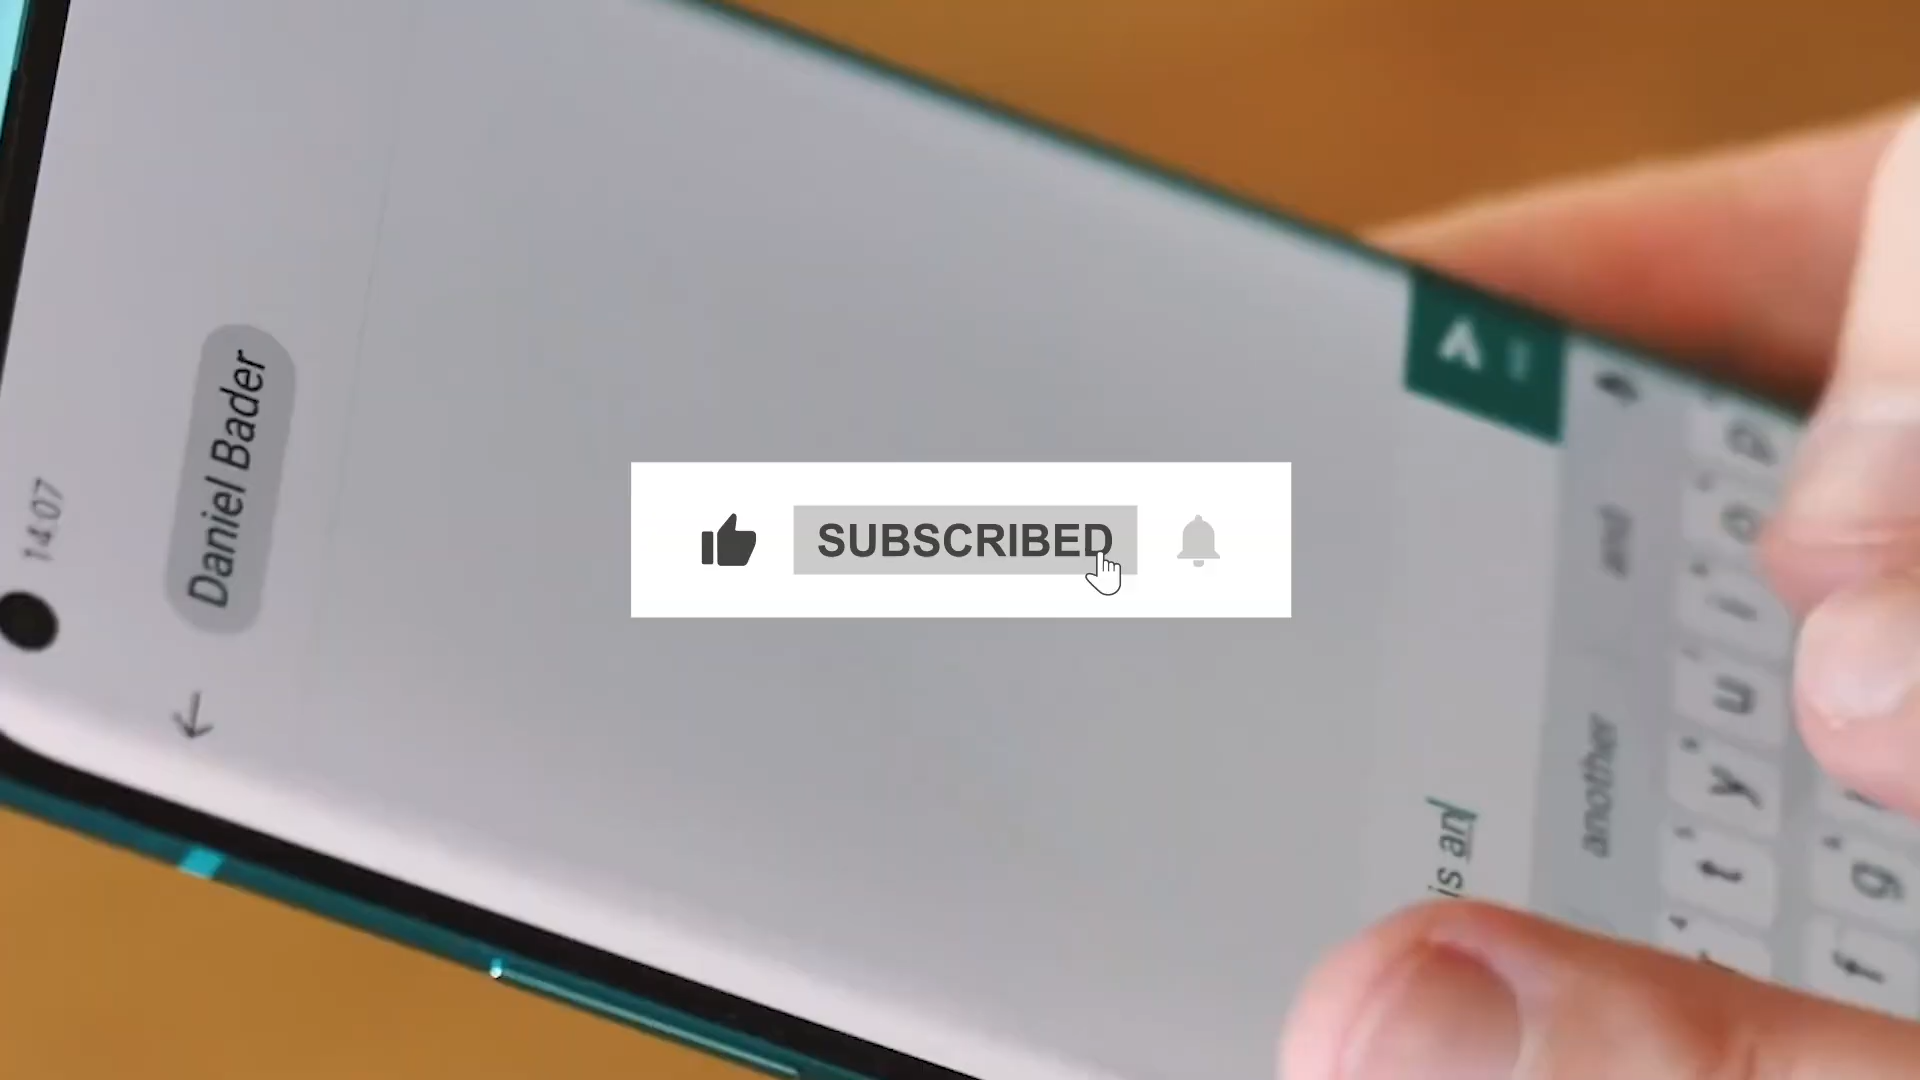 14:07
Daniel Bader
SUBSCRIBED
is an
and
another
p
o
i
u
y
t
g
f